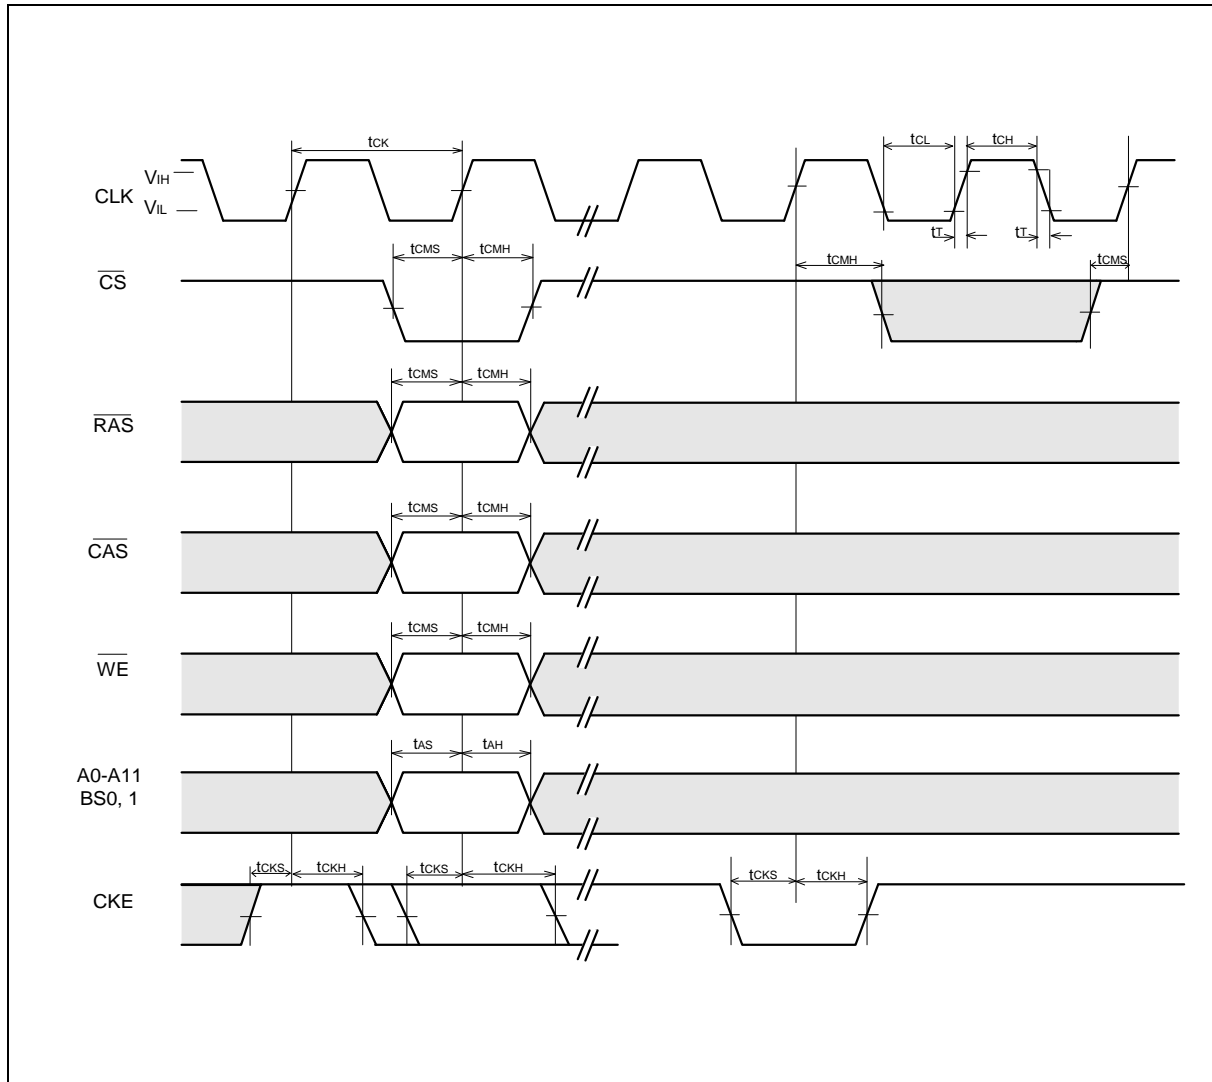 tCK
tCL
tCH
VIH
CLK
VIL
tT
tT
tCMS
tCMH
tCMH
tCMS
CS
tCMS
tCMH
RAS
tCMS
tCMH
CAS
tCMS
tCMH
WE
tAS
tAH
A0-A11
BS0, 1
tCKS
tCKH
tCKS
tCKH
tCKS
tCKH
CKE